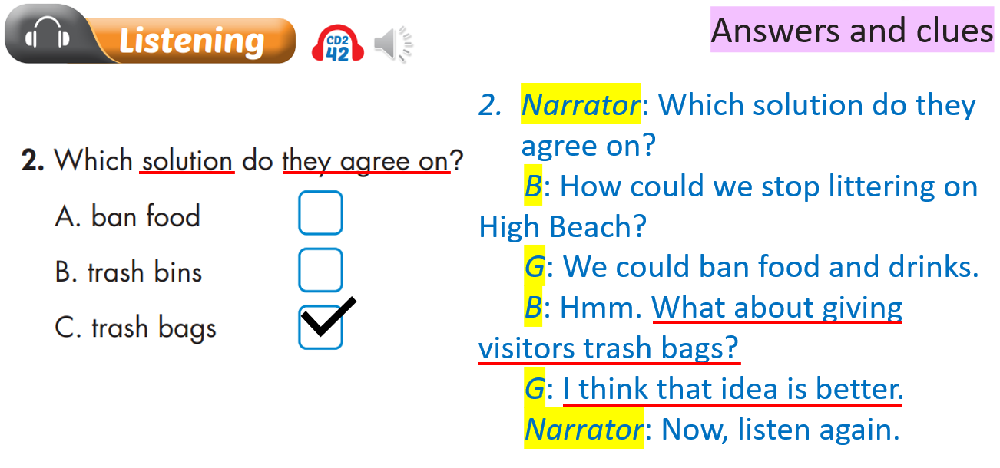 Listening
CD2
42
Answers and clues
2. Which solution do they agree on?
A. ban food
B. trash bins
C. trash bags
2. Narrator: Which solution do they
agree on?
B: How could we stop littering on
High Beach?
G: We could ban food and drinks.
B: Hmm. What about giving
visitors trash bags?
G: I think that idea is better.
Narrator: Now, listen again.